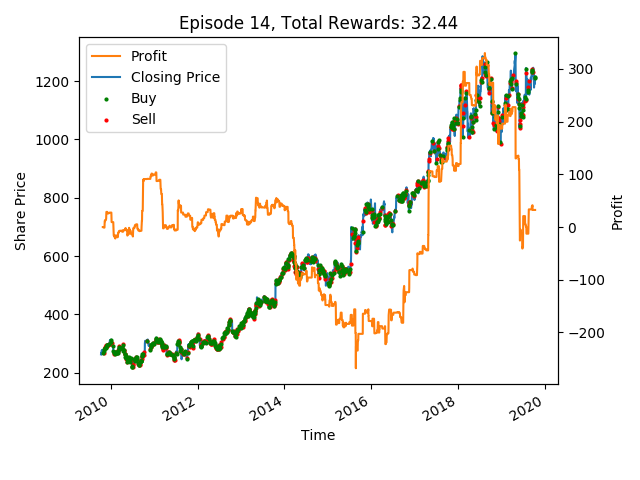 Episode 14, Total Rewards: 32.44
Profit
Closing Price
Buy
Sell
Share Price
1200
1000
800
600
400
200
Profit
300
200
100
0
−100
−200
2010
2012
2014
2016
2018
2020
Time